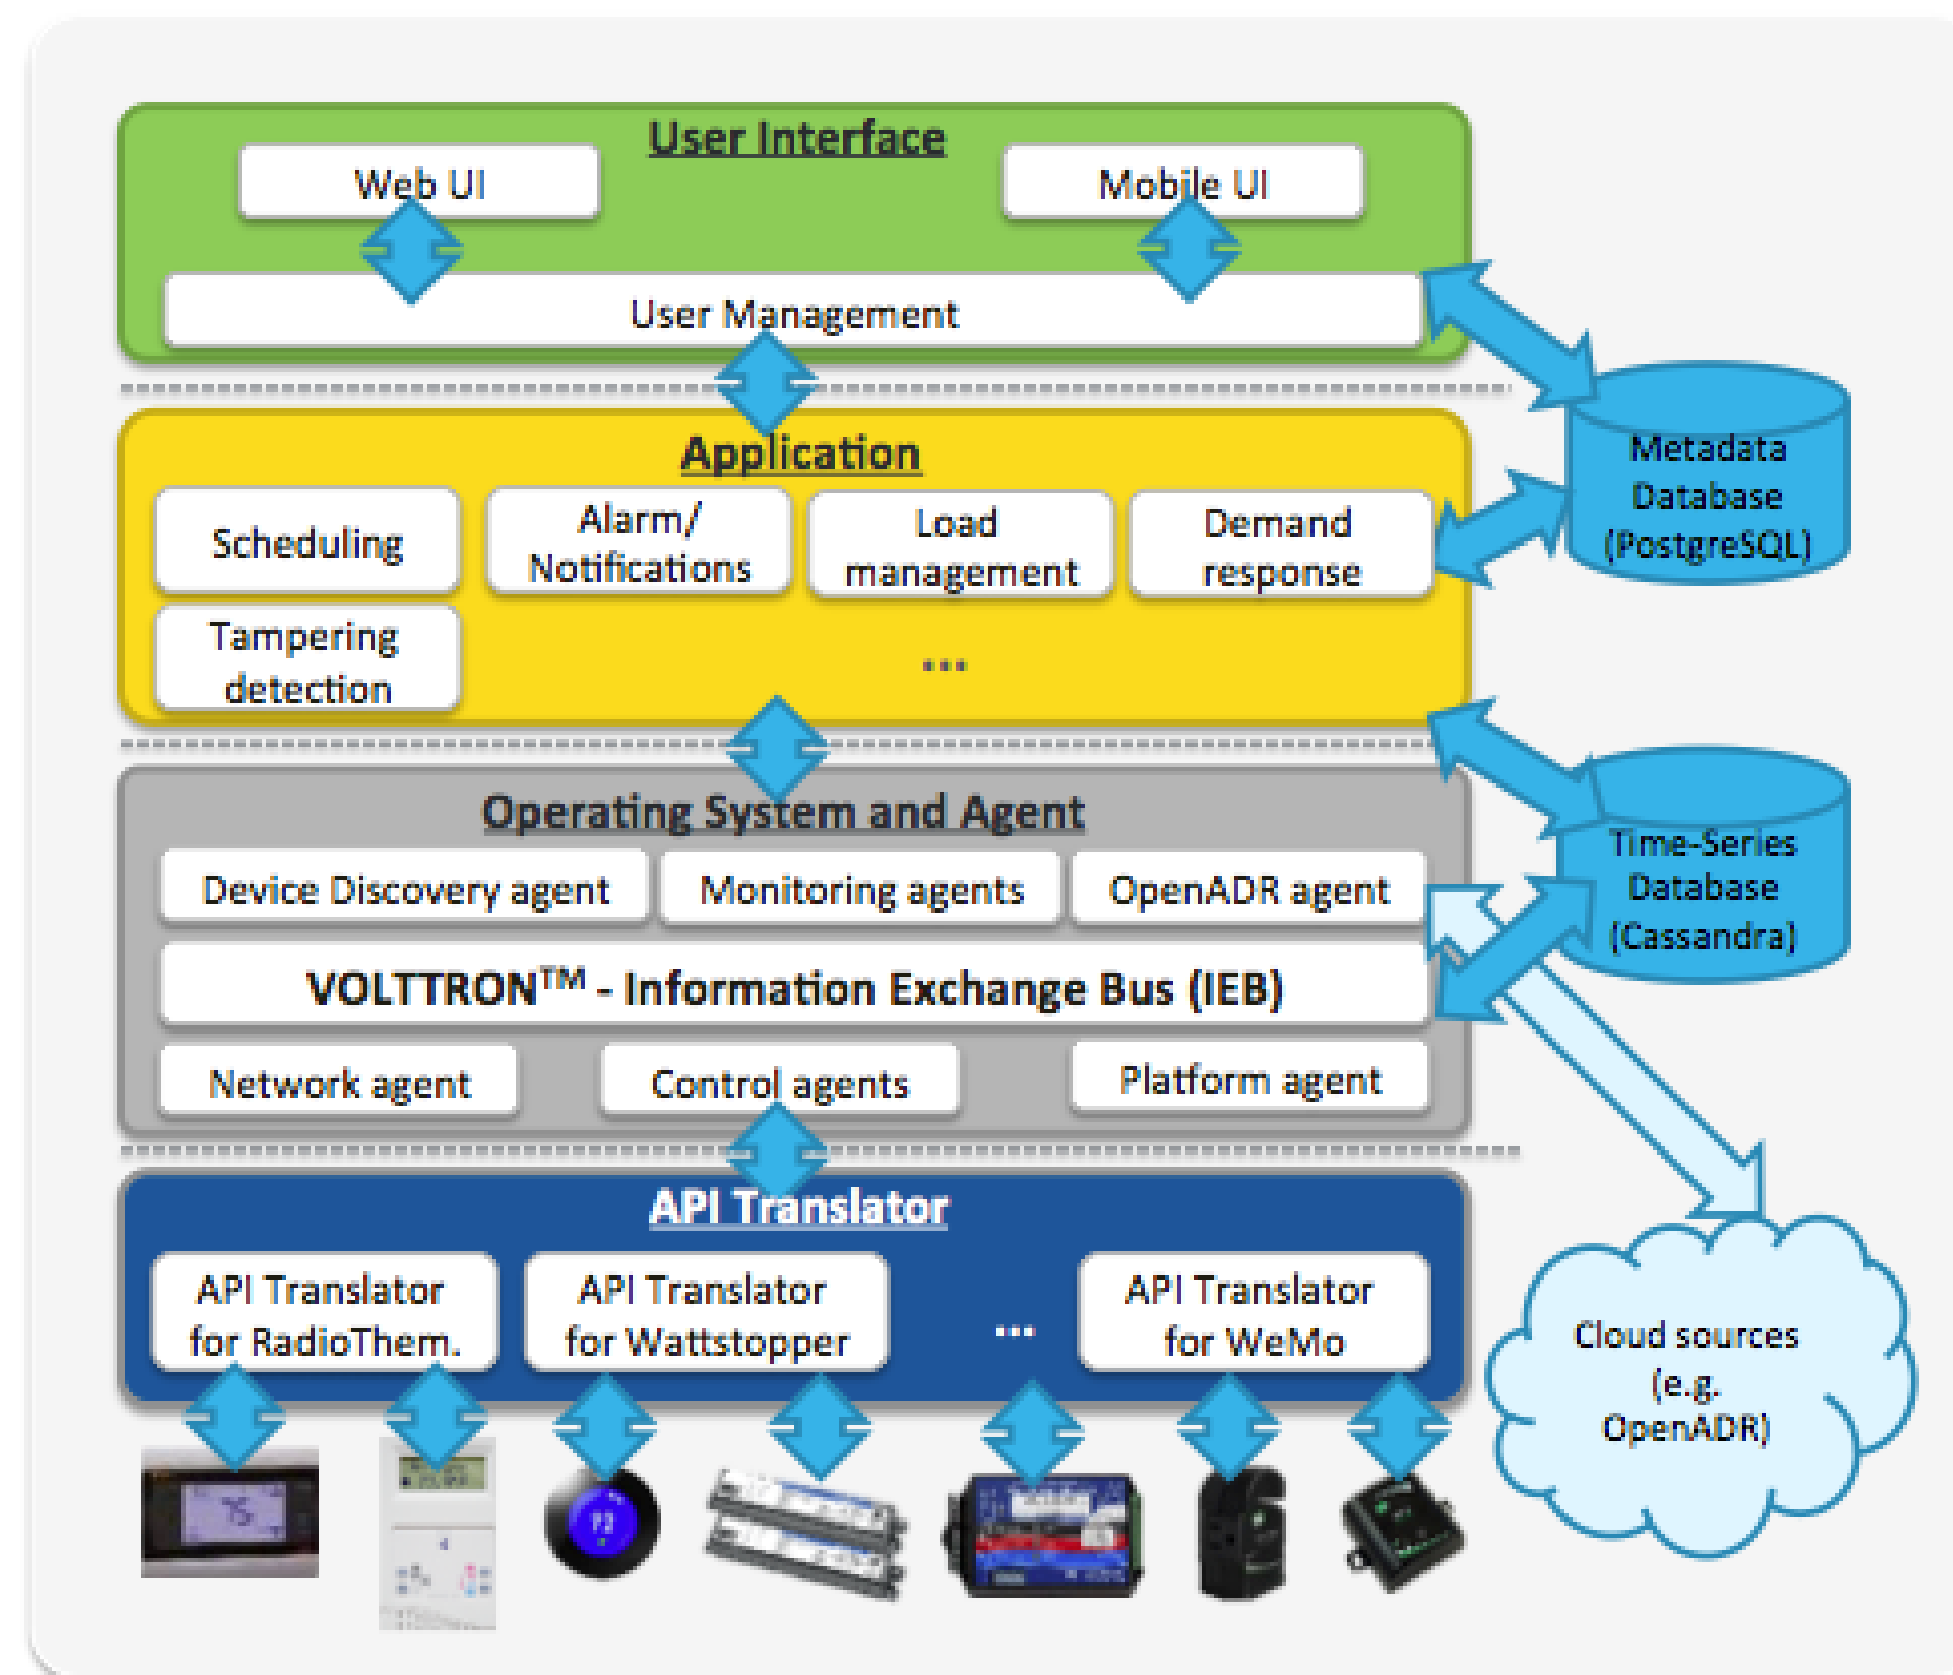 User Interface
Web UI
Mobile UI
User Management
Application
Scheduling
Alarm/
Notifications
Load
management
Demand
response
Tampering
detection
...
Metadata
Database
(PostgreSQL)
Operating System and Agent
Device Discovery agent
Monitoring agents
OpenADR agent
VOLTTRON™ - Information Exchange Bus (IEB)
Network agent
Control agents
Platform agent
Time-Series
Database
(Cassandra)
API Translator
API Translator
for RadioThem.
API Translator
for Wattstopper
...
API Translator
for WeMo
Cloud sources
(e.g.
OpenADR)
75
72